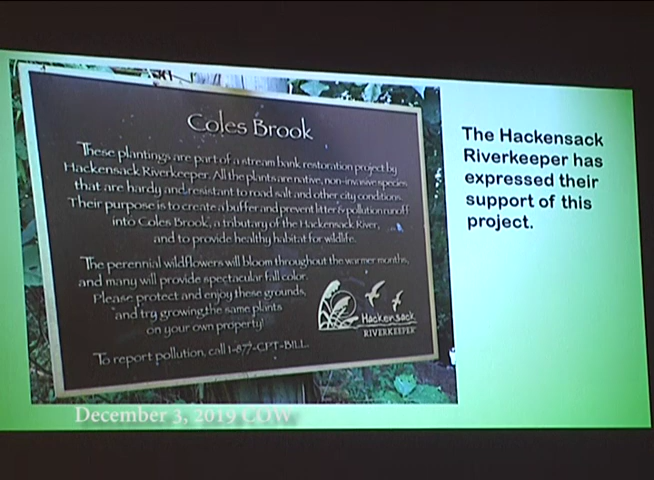 Coles Brook
These plantings are part of a stream bank restoration project by
Hackensack Riverkeeper. All the plants are native, non-invasive species
that are hardy and resistant to road salt and other city conditions.
Their purpose is to create a buffer and prevent litter & pollution runoff
into Coles Brook, a tributary of the Hackensack River,
and to provide healthy habitat for wildlife.
The perennial wildflowers will bloom throughout the warmer months,
and many will provide spectacular fall color.
Please protect and enjoy these grounds,
and try growing the same plants
on your own property!
To report pollution, call 1-877-CPT-BILL.
Hackensack
RIVERKEEPER
The Hackensack
Riverkeeper has
expressed their
support of this
project.
December 3, 2019 COW